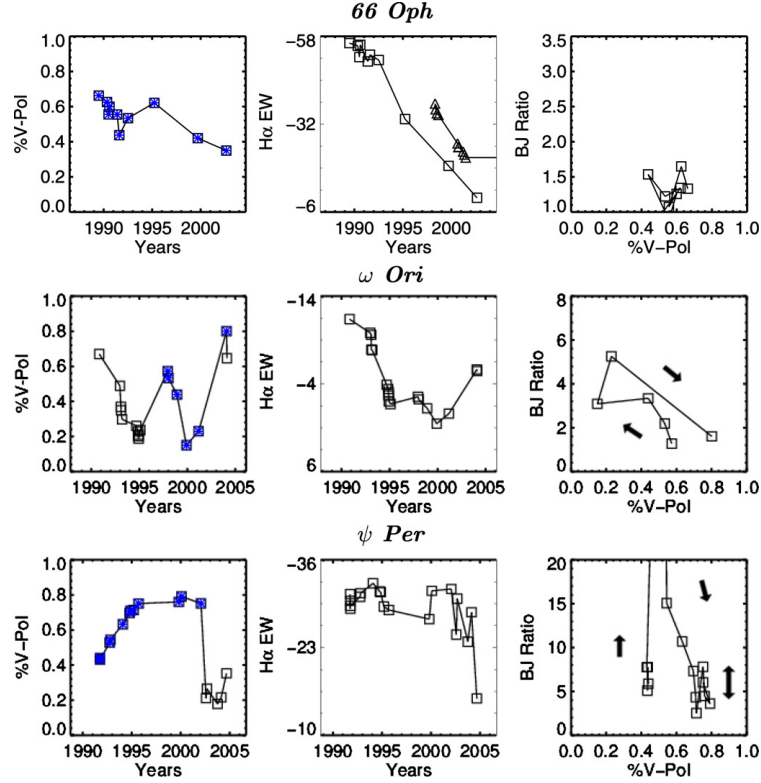 66 Oph
1.0
0.8
0.6
0.4
0.2
0.0
%V-Pol
1990 1995 2000
Years
-58
-32
-6
Hα EW
1990 1995 2000
Years
3.5
3.0
2.5
2.0
1.5
1.0
BJ Ratio
0.0 0.2 0.4 0.6 0.8 1.0
%V-Pol
ω Ori
1.0
0.8
0.6
0.4
0.2
0.0
%V-Pol
1990 1995 2000 2005
Years
-14
-4
6
Hα EW
1990 1995 2000 2005
Years
8
6
4
2
0
BJ Ratio
0.0 0.2 0.4 0.6 0.8 1.0
%V-Pol
ψ Per
1.0
0.8
0.6
0.4
0.2
0.0
%V-Pol
1990 1995 2000 2005
Years
-36
-23
-10
Hα EW
1990 1995 2000 2005
Years
20
15
10
5
0
BJ Ratio
0.0 0.2 0.4 0.6 0.8 1.0
%V-Pol